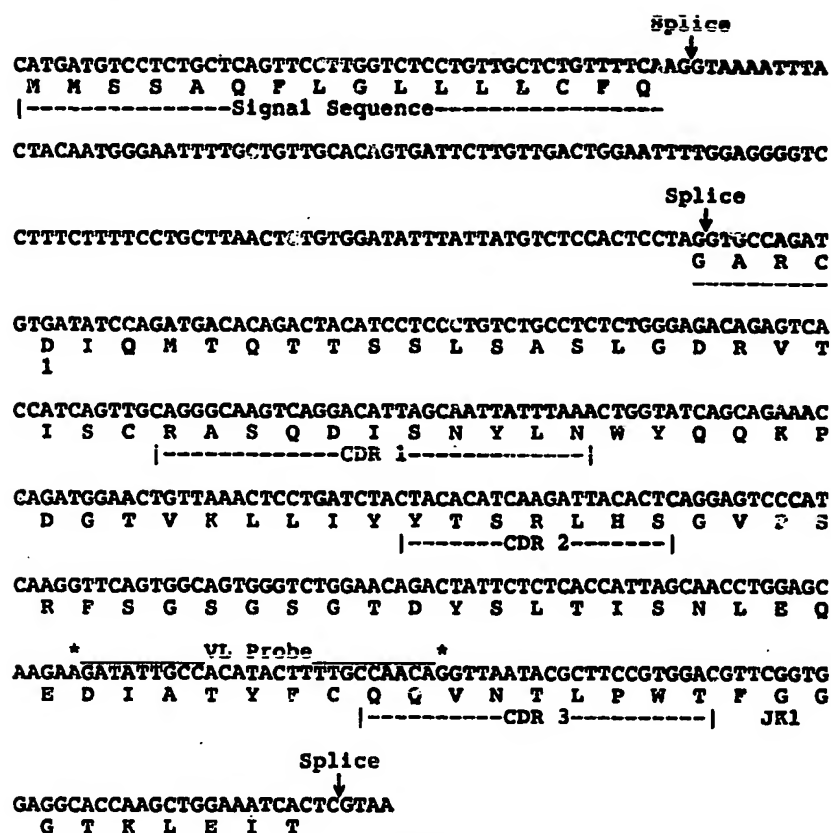 Splice
CATGATGTCCTCTGCTCAGTTCCTTGGTCTCCTGTTGCTCTGTTTTCAAGGTAAAATTTA
M M S S A Q F L G L L L L C F Q
|-----------Signal Sequence------------|
CTACAATGGGAATTTTGCTGTTGCACAGTGATTCTTGTTGACTGGAATTTTGGAGGGGTC
Splice
CTTTCTTTTCCTGCTTAACTCTGTGGATATTTATTATGTCTCCACTCCTAGGTGCCAGAT
G A R C
---------
GTGATATCCAGATGACACAGACTACATCCTCCCTGTCTGCCTCTCTGGGAGACAGAGTCA
D I Q M T Q T T S S L S A S L G D R V T
1
CCATCAGTTGCAGGGCAAGTCAGGACATTAGCAATTATTTAAACTGGTATCAGCAGAAAC
I S C R A S Q D I S N Y L N W Y Q Q K P
|------------CDR 1------------|
CAGATGGAACTGTTAAACTCCTGATCTACTACACATCAAGATTACACTCAGGAGTCCCAT
D G T V K L L I Y Y T S R L H S G V P S
|-------CDR 2-------|
CAAGGTTCAGTGGCAGTGGGTCTGGAACAGACTATTCTCTCACCATTAGCAACCTGGAGC
R F S G S G S G T D Y S L T I S N L E Q
* VL Probe *
AAGAAGATATTGCCACATACTTTTGCCAACAGGTTAATACGCTTCCGTGGACGTTCGGTG
E D I A T Y F C Q Q V N T L P W T F G G
|----------CDR 3----------| JK1
Splice
GAGGCACCAAGCTGGAAATCACTCGTAA
G T K L E I T